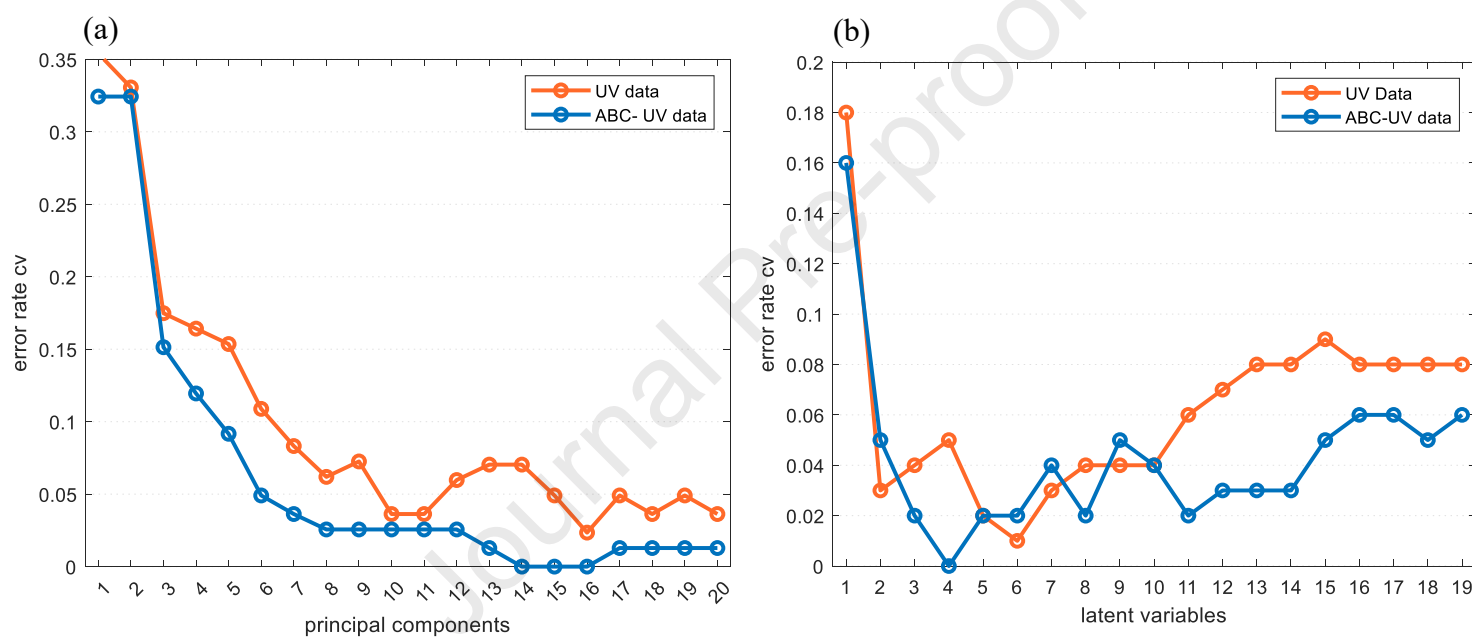 (a)
0.35
0.3
0.25
0.2
0.15
0.1
0.05
0
error rate cv
UV data
ABC- UV data
1 2 3 4 5 6 7 8 9 10 11 12 13 14 15 16 17 18 19 20
principal components
(b)
0.2
0.18
0.16
0.14
0.12
0.1
0.08
0.06
0.04
0.02
0
error rate cv
UV Data
ABC-UV data
1 2 3 4 5 6 7 8 9 10 11 12 13 14 15 16 17 18 19
latent variables
Journal Pre-proof